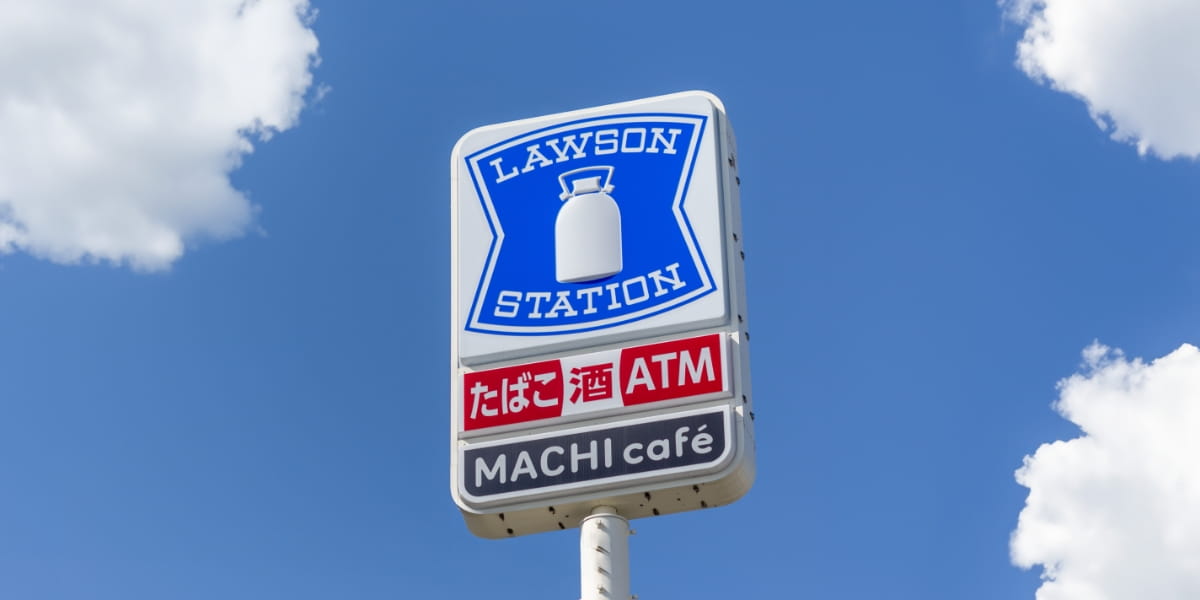 LAWSON
STATION
たばこ 酒 ATM
MACHI café